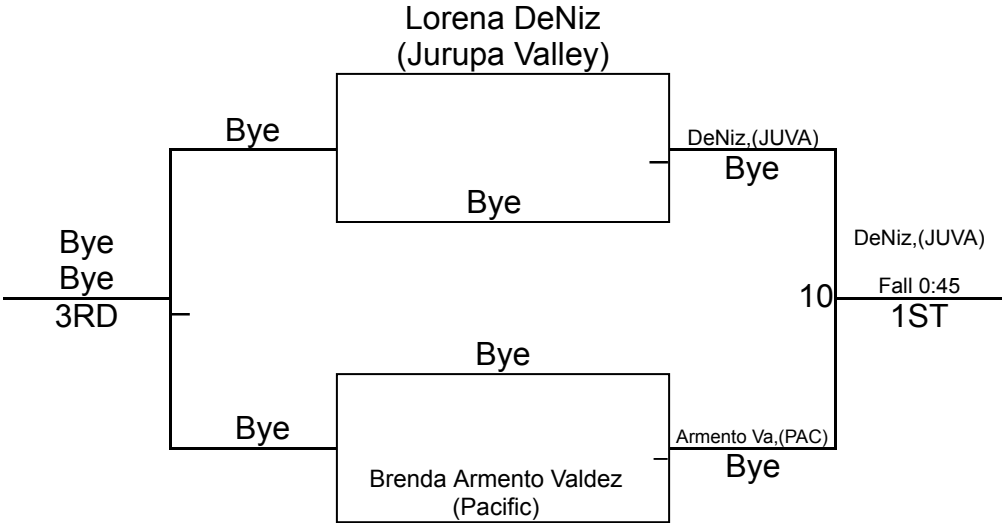 Lorena DeNiz
(Jurupa Valley)
Bye
DeNiz,(JUVA)
Bye
Bye
Bye
Bye
3RD
DeNiz,(JUVA)
10
Fall 0:45
1ST
Bye
Bye
Armento Va,(PAC)
Bye
Brenda Armento Valdez
(Pacific)